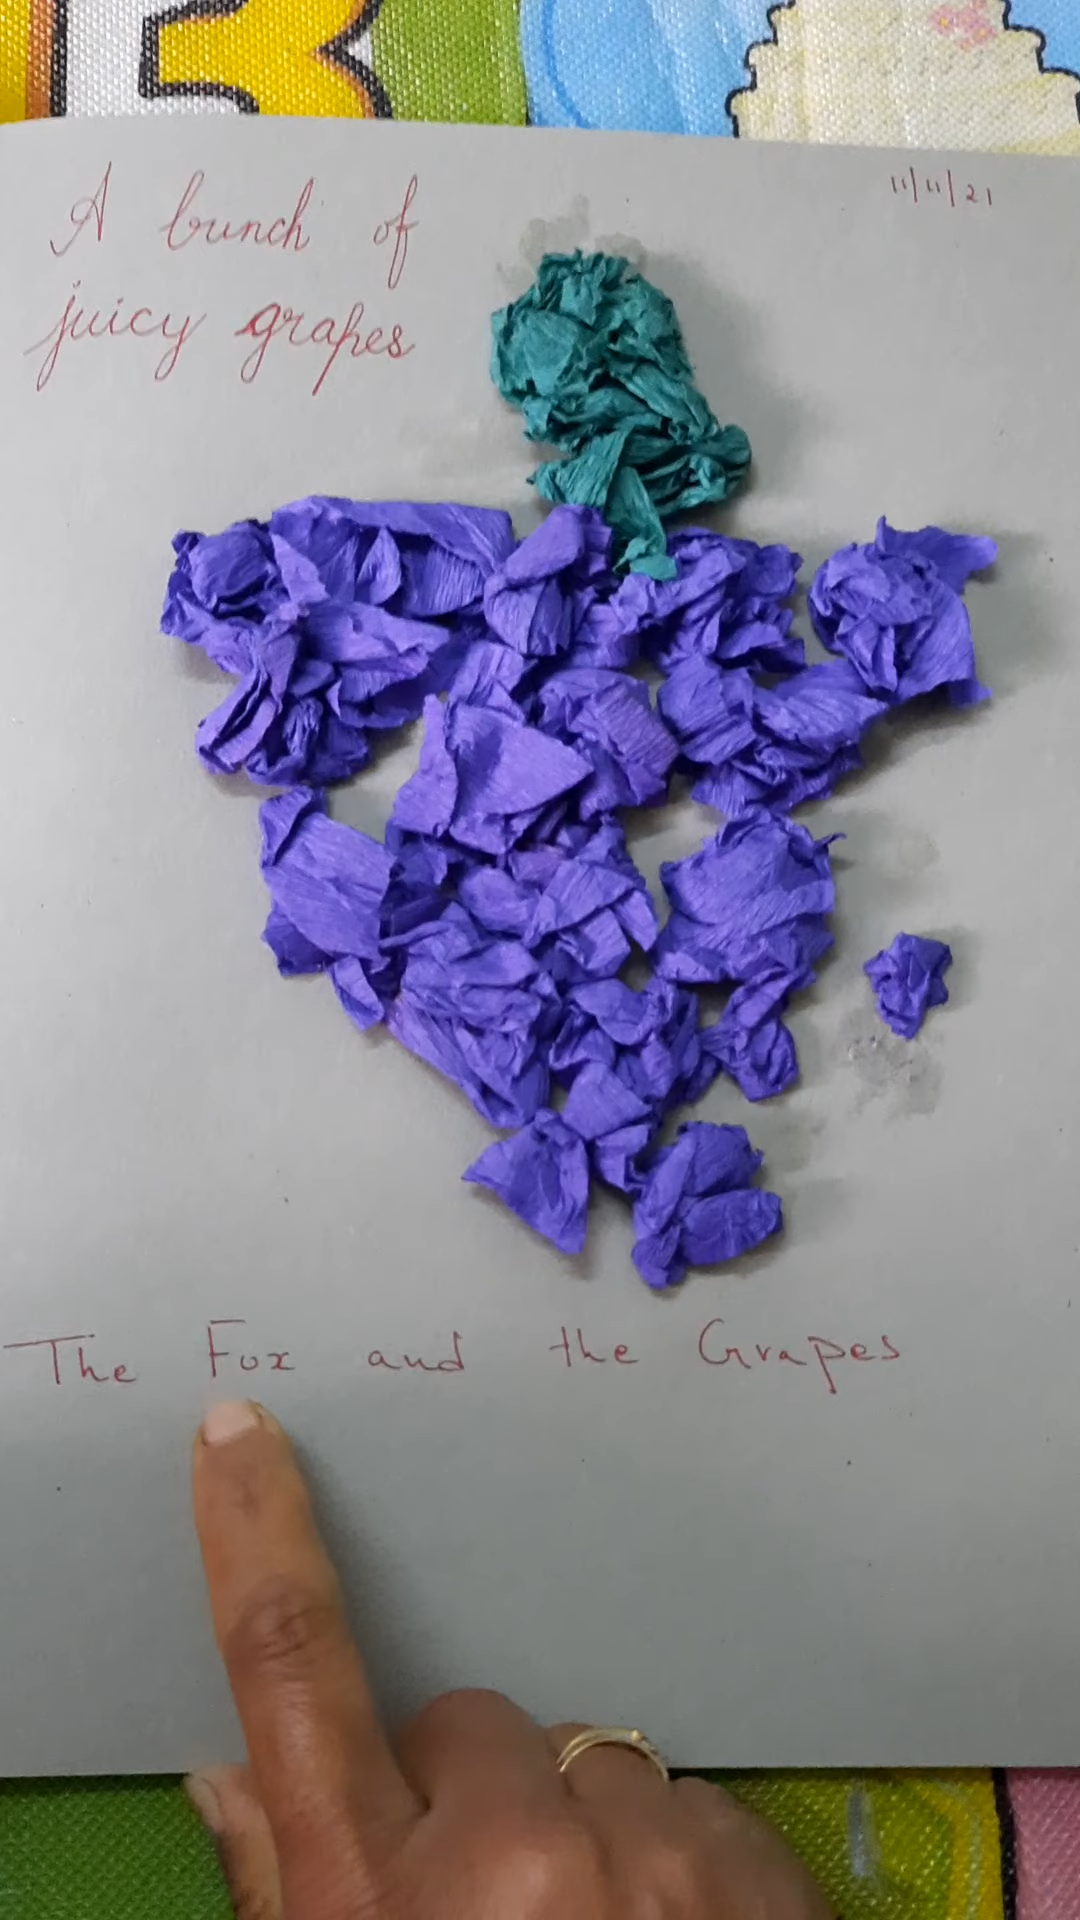 11/11/21
A bunch of
juicy grapes
The Fox and the Grapes